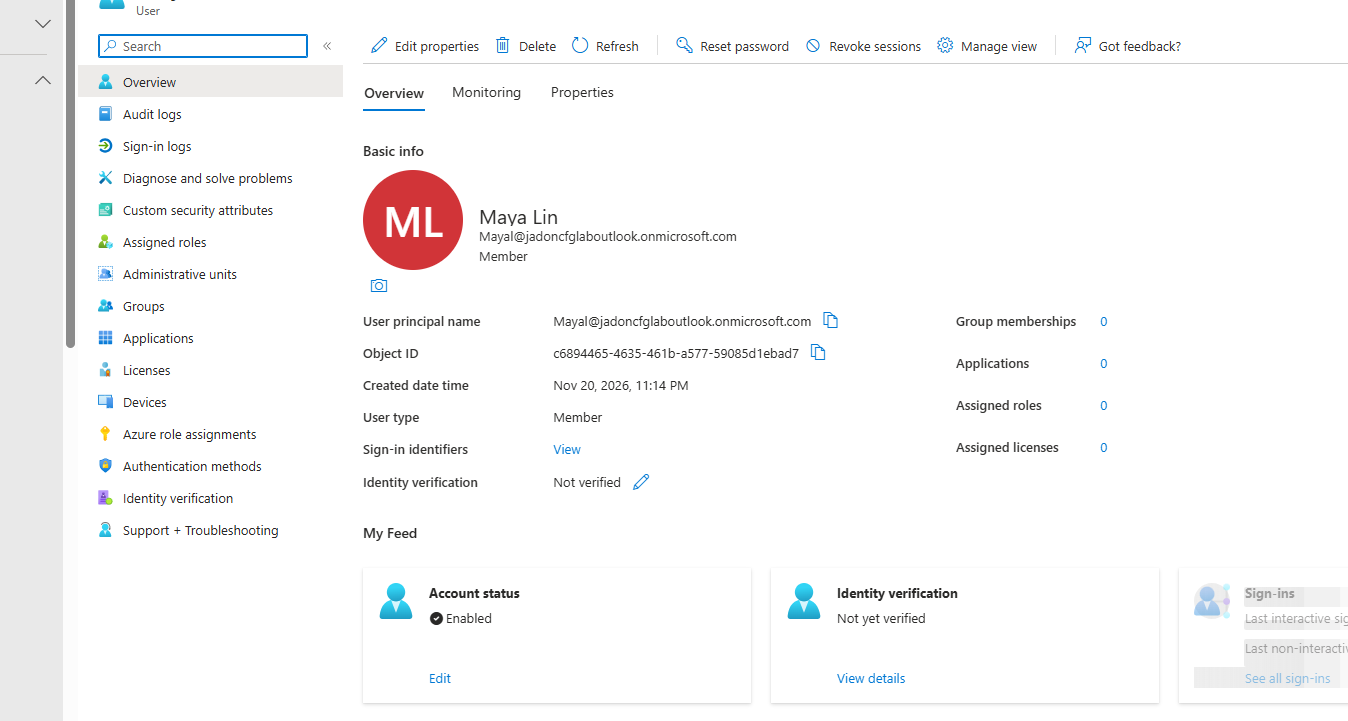 User
Search
«
Edit properties
Delete
Refresh
Reset password
Revoke sessions
Manage view
Got feedback?
Overview
Audit logs
Sign-in logs
Diagnose and solve problems
Custom security attributes
Assigned roles
Administrative units
Groups
Applications
Licenses
Devices
Azure role assignments
Authentication methods
Identity verification
Support + Troubleshooting
Overview Monitoring Properties
Basic info
ML
Maya Lin
Mayal@jadoncfglaboutlook.onmicrosoft.com
Member
User principal name Mayal@jadoncfglaboutlook.onmicrosoft.com
Object ID c6894465-4635-461b-a577-59085d1ebad7
Created date time Nov 20, 2026, 11:14 PM
User type Member
Sign-in identifiers View
Identity verification Not verified
Group memberships 0
Applications 0
Assigned roles 0
Assigned licenses 0
My Feed
Account status
Enabled
Edit
Identity verification
Not yet verified
View details
Sign-ins
Last interactive
Last
See all sign-ins